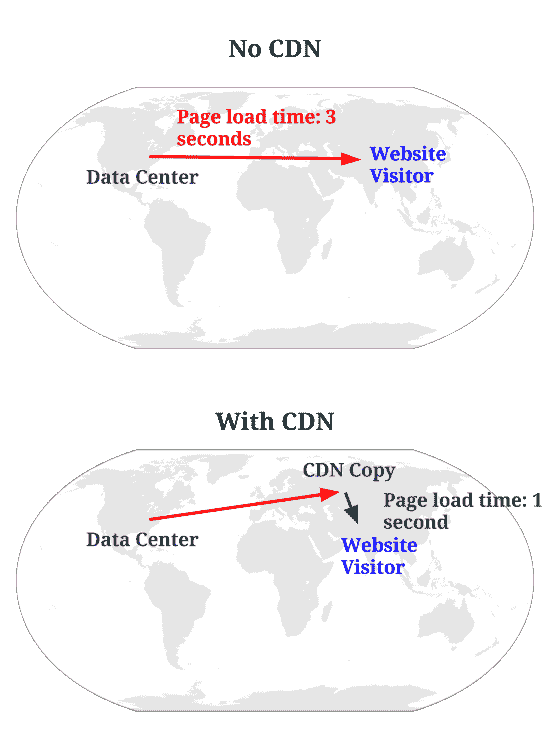 No CDN
Page load time: 3
seconds
Website
Visitor
Data Center
With CDN
CDN Copy
Page load time: 1
second
Data Center
Website
Visitor